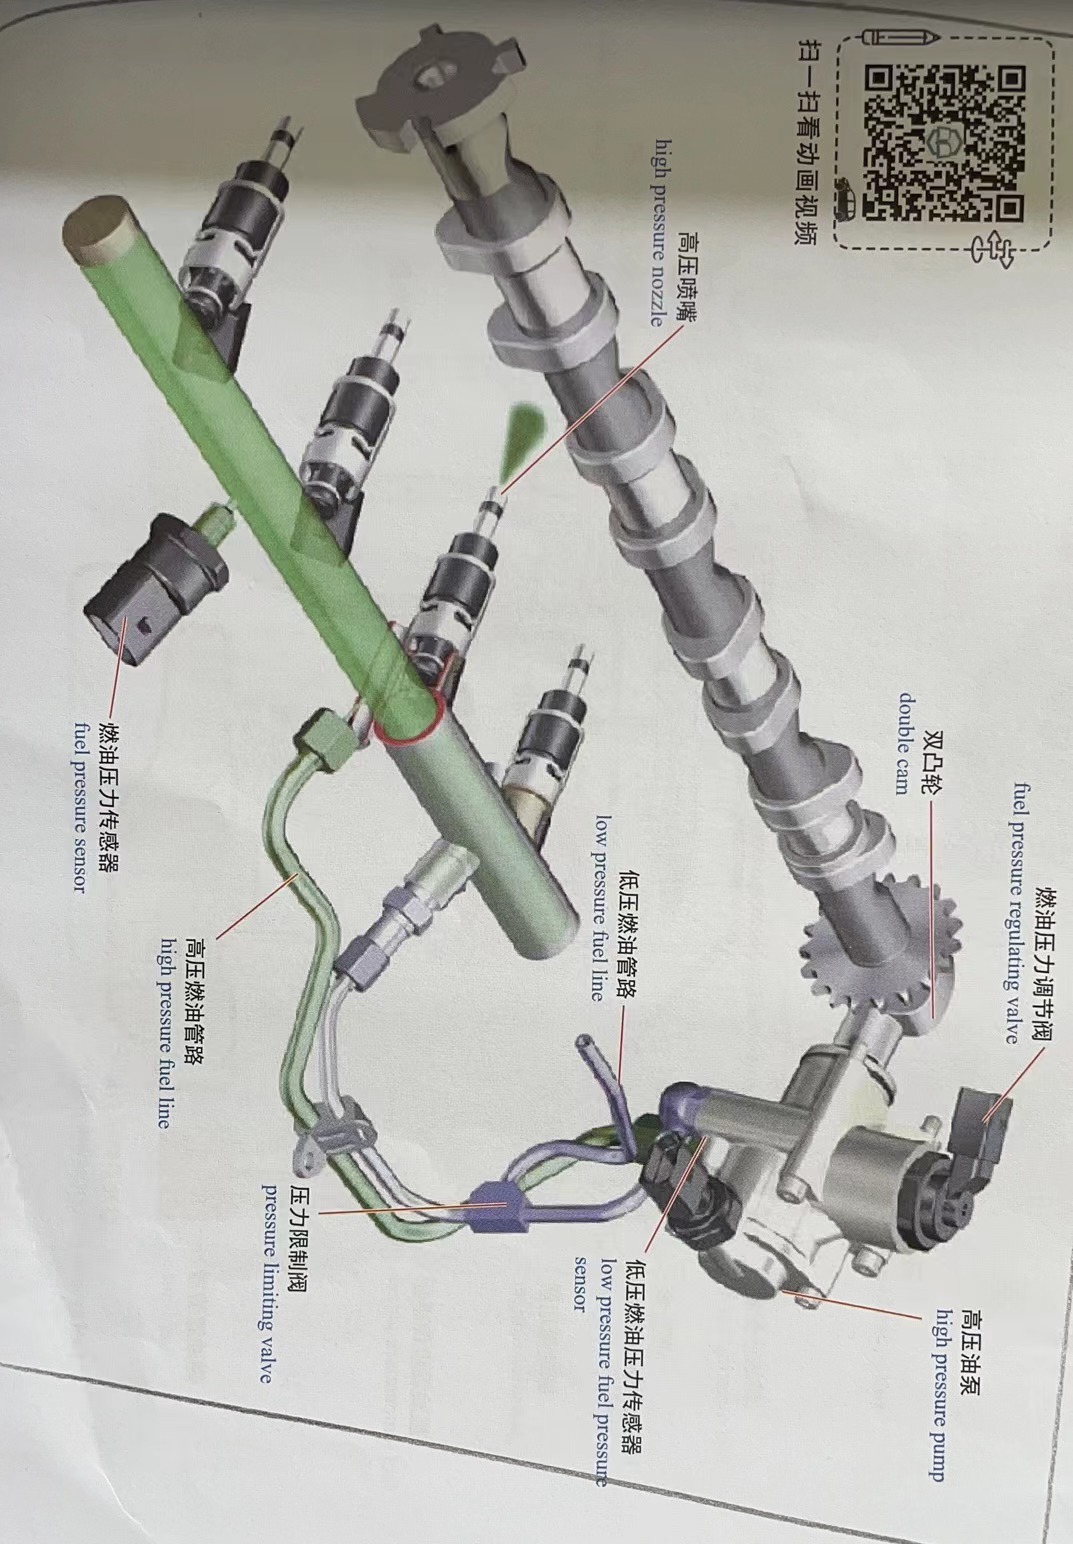 扫一扫看动画视频
高压喷嘴
high pressure nozzle
双凸轮
double cam
燃油压力调节阀
fuel pressure regulating valve
燃油压力传感器
fuel pressure sensor
低压燃油管路
low pressure fuel line
高压燃油管路
high pressure fuel line
压力限制阀
pressure limiting valve
低压燃油压力传感器
low pressure fuel pressure
sensor
高压油泵
high pressure pump